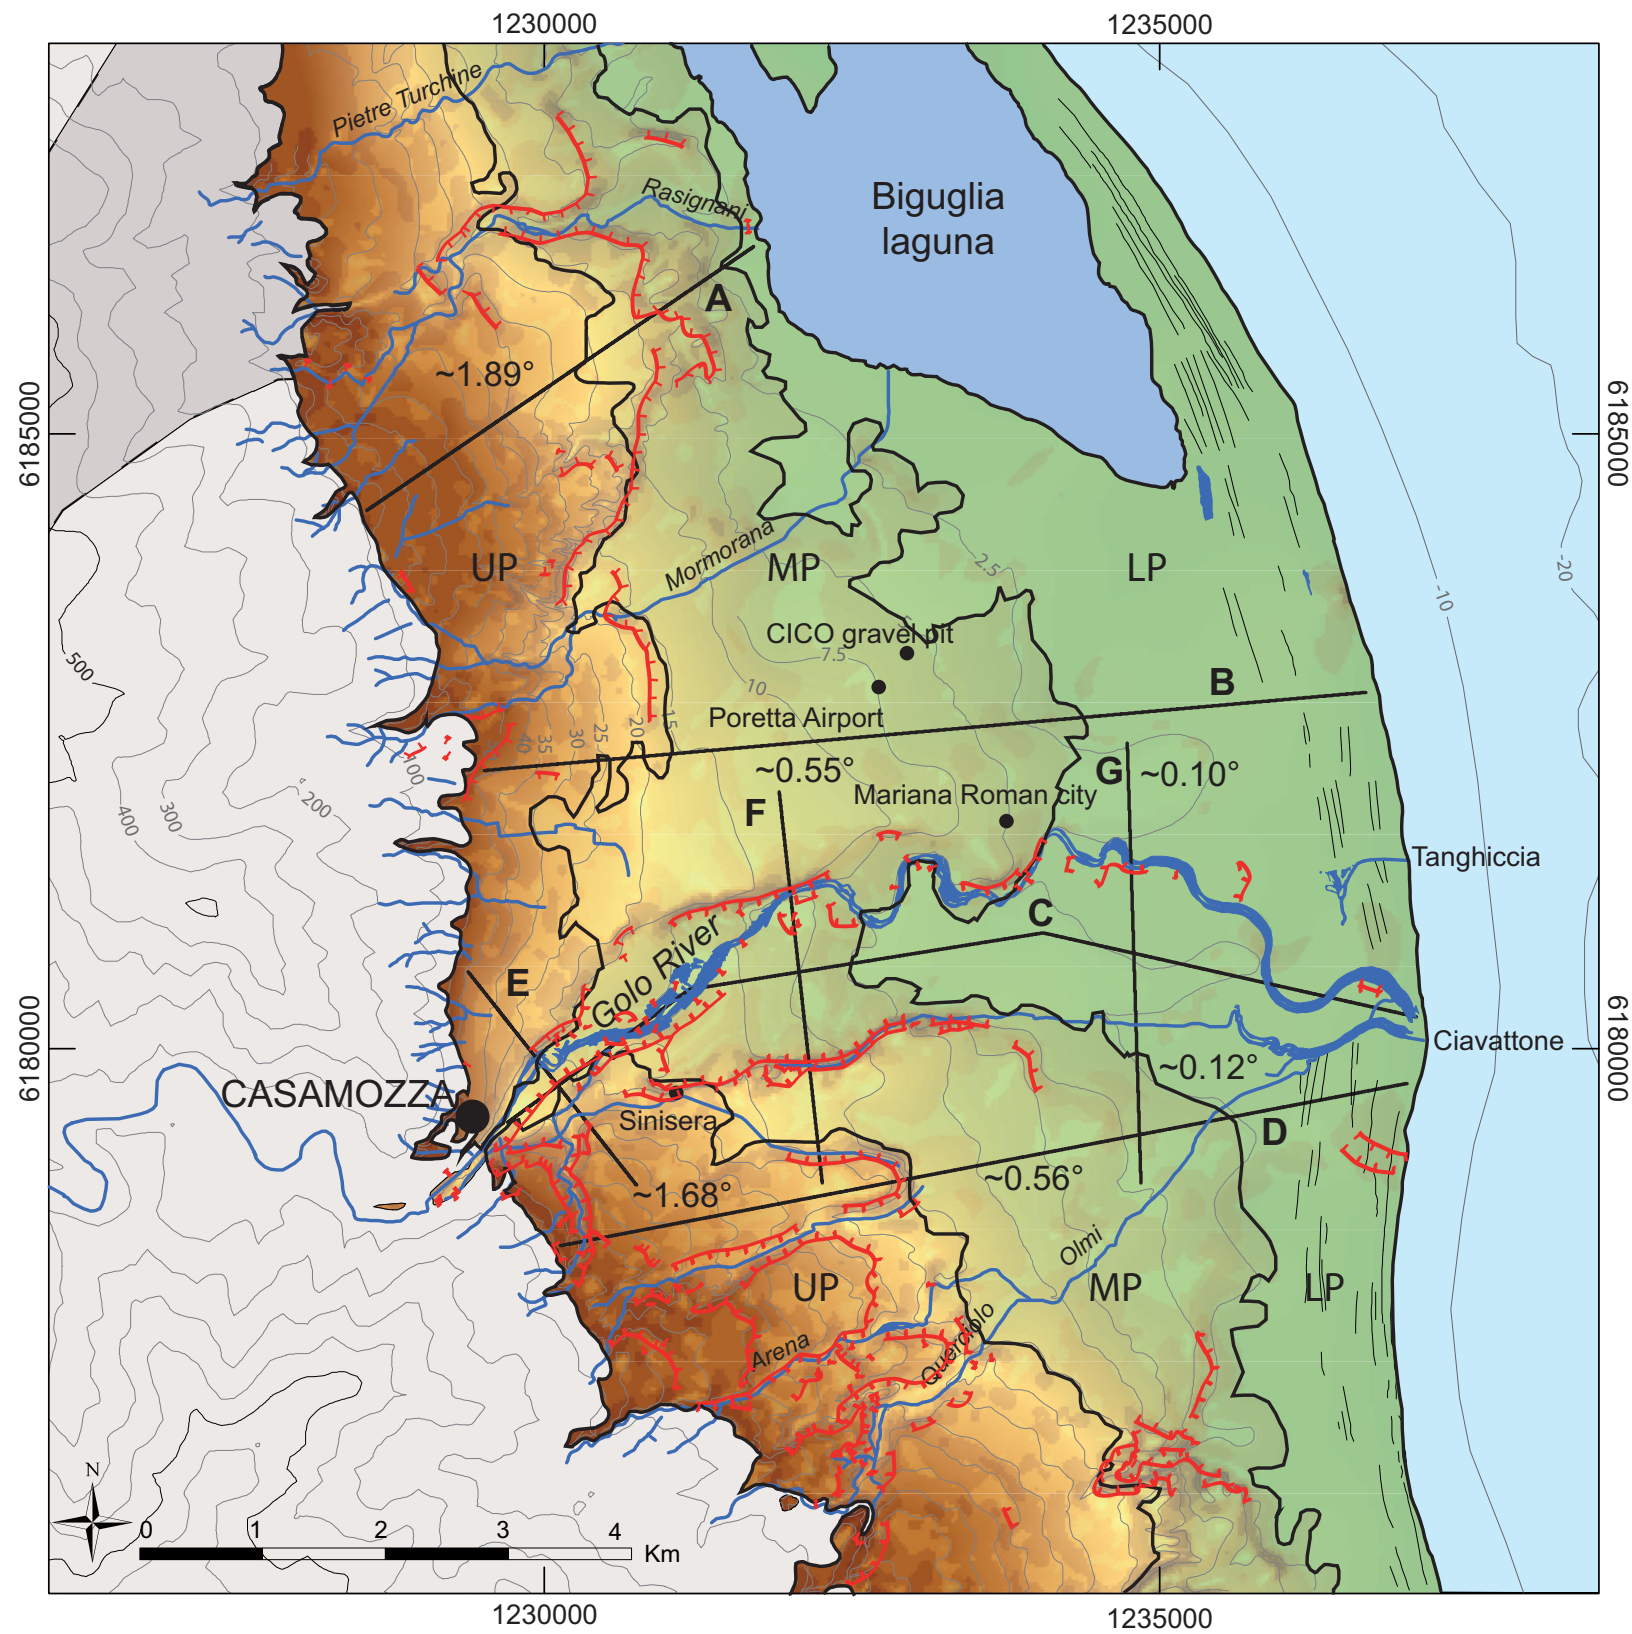 1230000
1235000
Pietre Turchine
Rasignani
Biguglia
laguna
A
~1.89°
6185000
6185000
Mormorana
UP
MP
LP
2.5
-10
-20
5
CICO gravel pit
7.5
500
10
B
Poretta Airport
15
20
25
30
35
40
100
200
300
400
~0.55°
G
~0.10°
F
Mariana Roman city
Tanghiccia
C
Golo River
E
6180000
6180000
Ciavattone
CASAMOZZA
~0.12°
Sinisera
D
~1.68°
~0.56°
Olmi
UP
MP
LP
Arena
Querciolo
N
0
1
2
3
4
Km
1230000
1235000